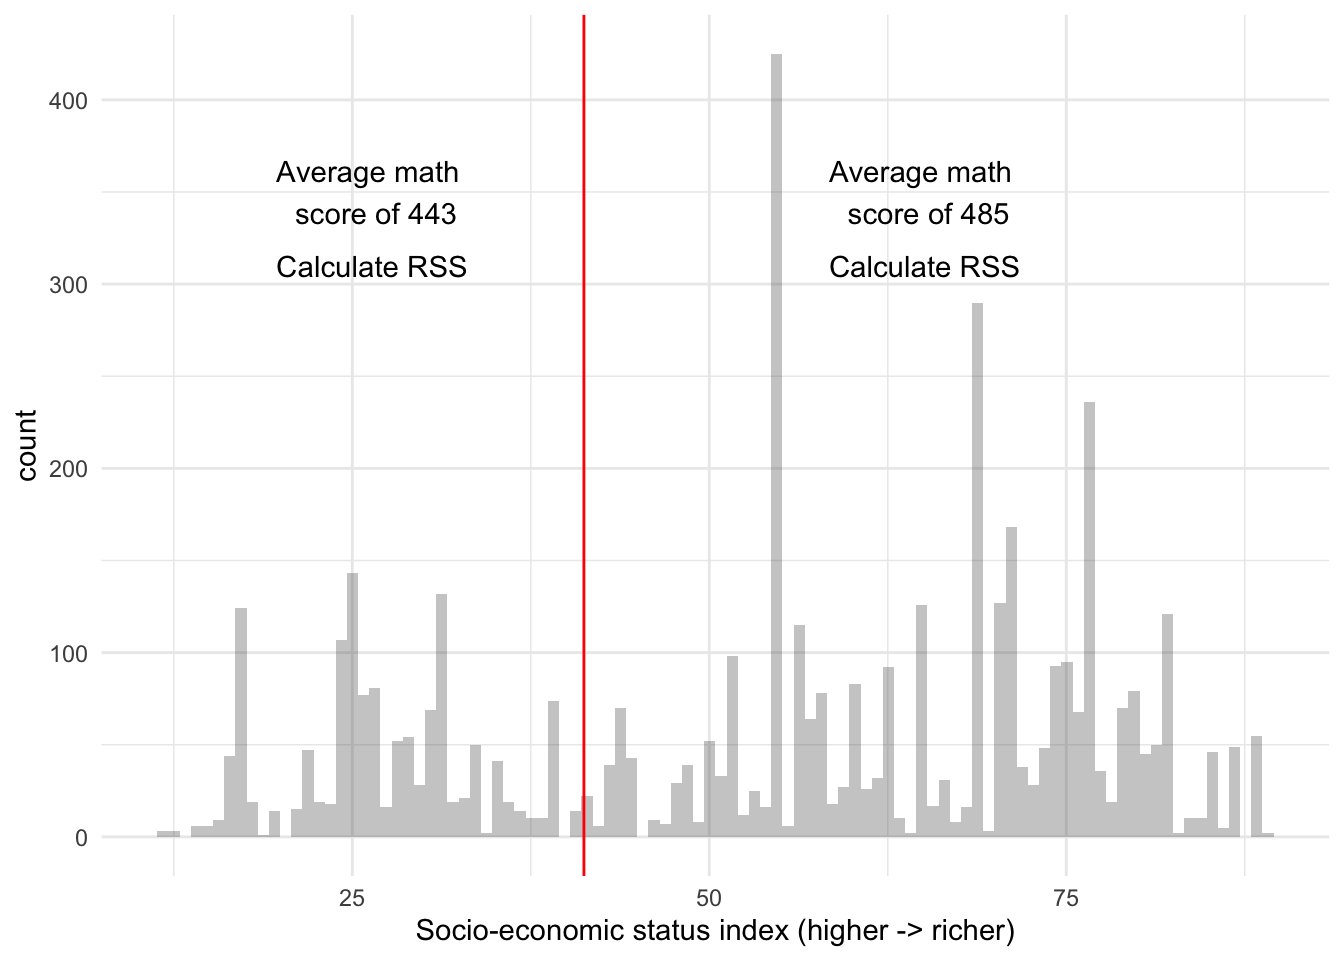 400
300
200
100
0
count
Average math
score of 443
Calculate RSS
Average math
score of 485
Calculate RSS
25
50
75
Socio-economic status index (higher -> richer)